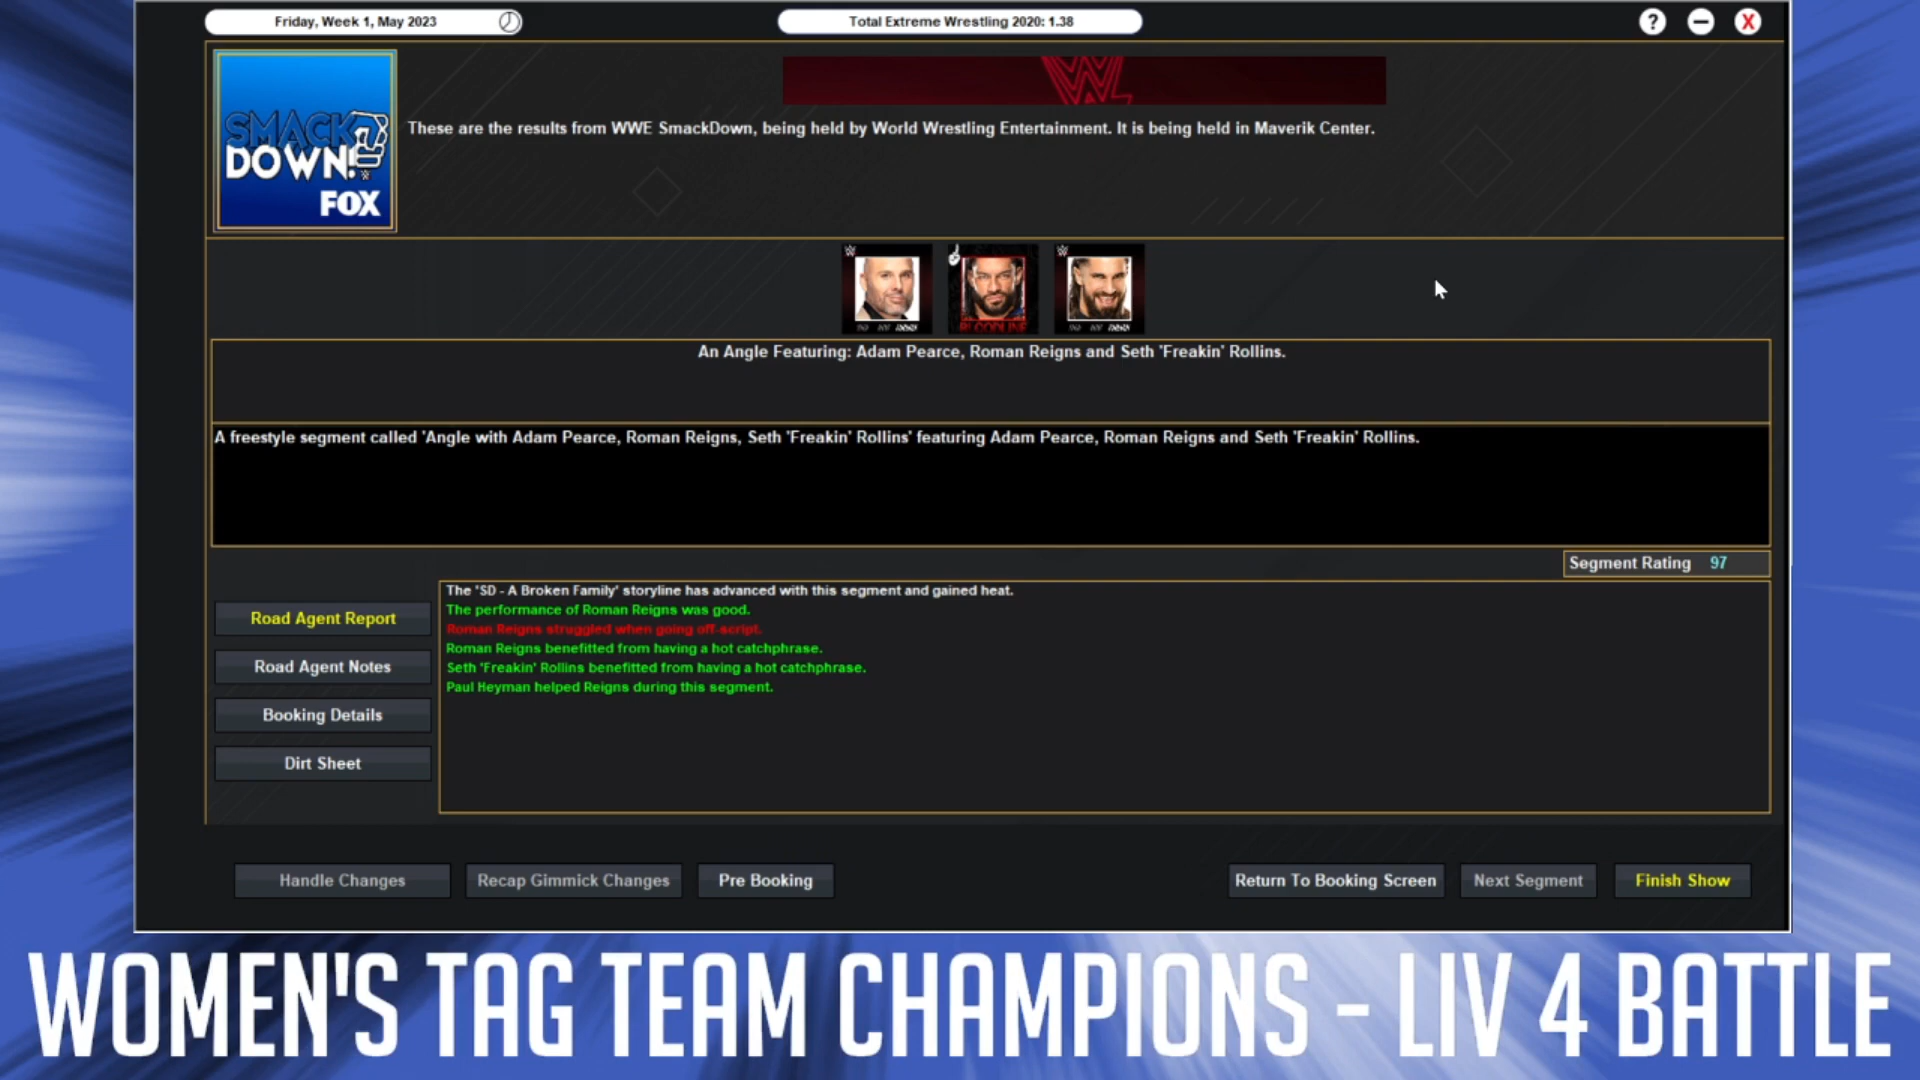 Friday, Week 1, May 2023
Total Extreme Wrestling 2020: 1.38
?
X
SMACK
DOWN!
FOX
These are the results from WWE SmackDown, being held by World Wrestling Entertainment. It is being held in Maverik Center.
BLOODLINE
An Angle Featuring: Adam Pearce, Roman Reigns and Seth 'Freakin' Rollins.
A freestyle segment called 'Angle with Adam Pearce, Roman Reigns, Seth 'Freakin' Rollins' featuring Adam Pearce, Roman Reigns and Seth 'Freakin' Rollins.
Segment Rating 97
Road Agent Report
Road Agent Notes
Booking Details
Dirt Sheet
The 'SD - A Broken Family' storyline has advanced with this segment and gained heat.
The performance of Roman Reigns was good.
Roman Reigns struggled when going off-script.
Roman Reigns benefitted from having a hot catchphrase.
Seth 'Freakin' Rollins benefitted from having a hot catchphrase.
Paul Heyman helped Reigns during this segment.
Handle Changes
Recap Gimmick Changes
Pre Booking
Return To Booking Screen
Next Segment
Finish Show
WOMEN'S TAG TEAM CHAMPIONS - LIV 4 BATTLE